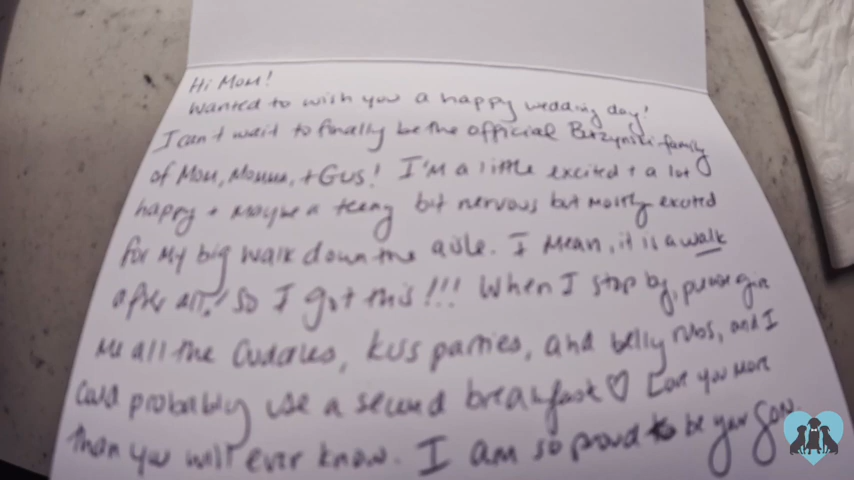 Hi Mom!
Wanted to wish you a happy wedding day!
I can't wait to finally be the official family
of Mom, Momma, + Gus! I'm a little excited + a lot
happy + maybe a teeny bit nervous but mostly excited
for my big walk down the aisle. I mean, it is a walk
after all! So I got this!!! When I stop by, please give
me all the cuddles, kiss parties, and belly rubs, and I
could probably use a second breakfast ♡ Love you more
than you will ever know. I am so proud to be your son